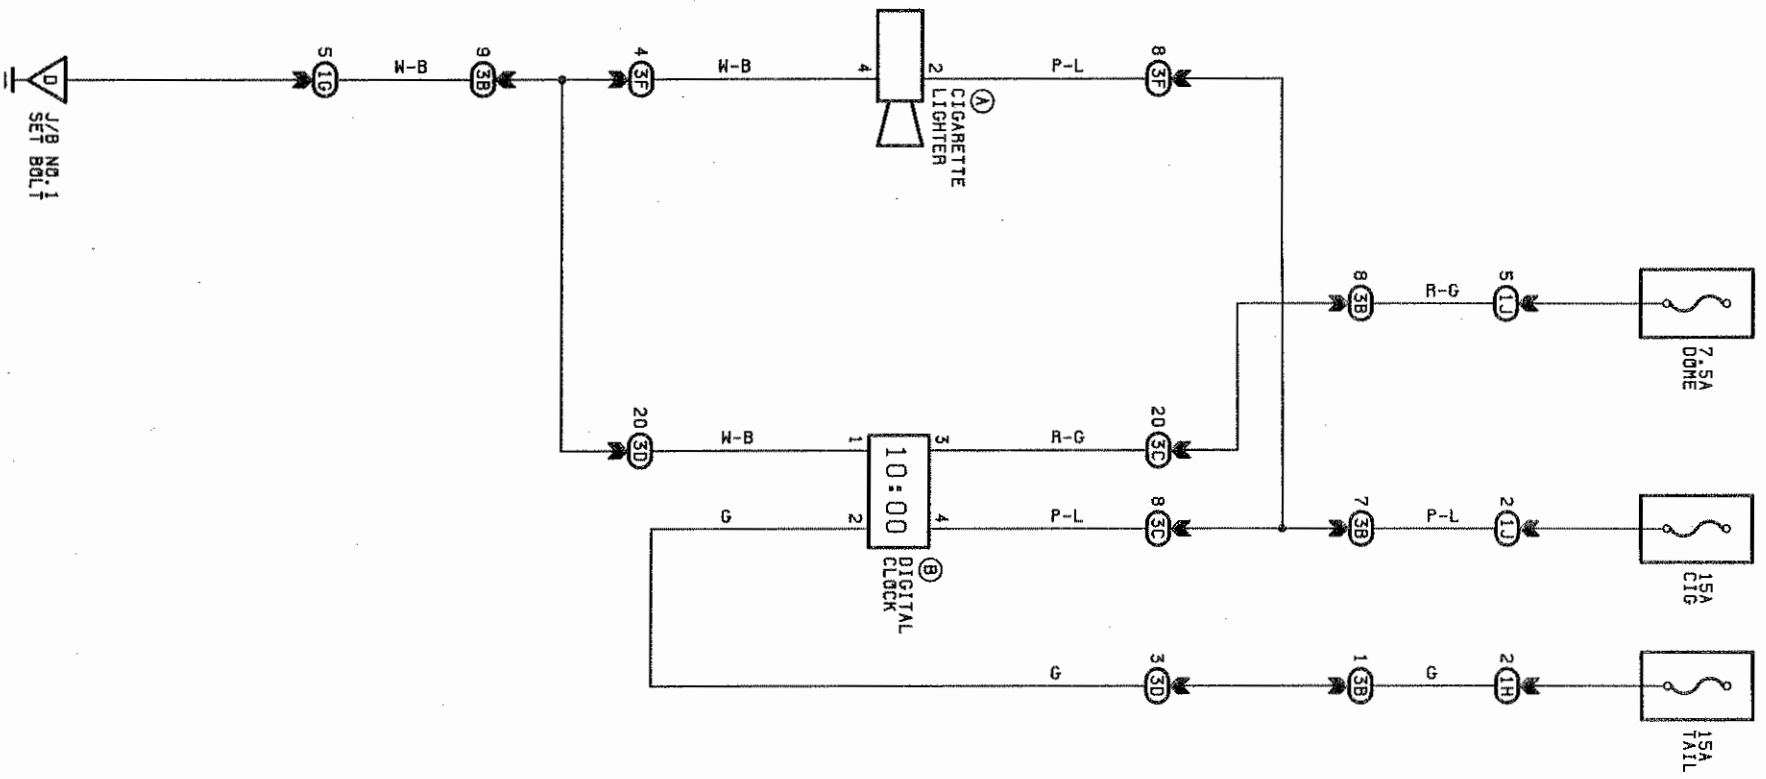 5 1G
W-B
9 3B
4 3F
W-B
4
2
P-L
8 3F
A
CIGARETTE
LIGHTER
D
J/B NO.1
SET BOLT
8 3B
R-G
5 1J
7.5A
DOME
20 3D
W-B
1
3
R-G
20 3C
10:00
G
2
4
P-L
8 3C
7 3B
P-L
2 1J
15A
CIG
B
DIGITAL
CLOCK
G
3 3D
1 3B
G
2 1H
15A
TAIL